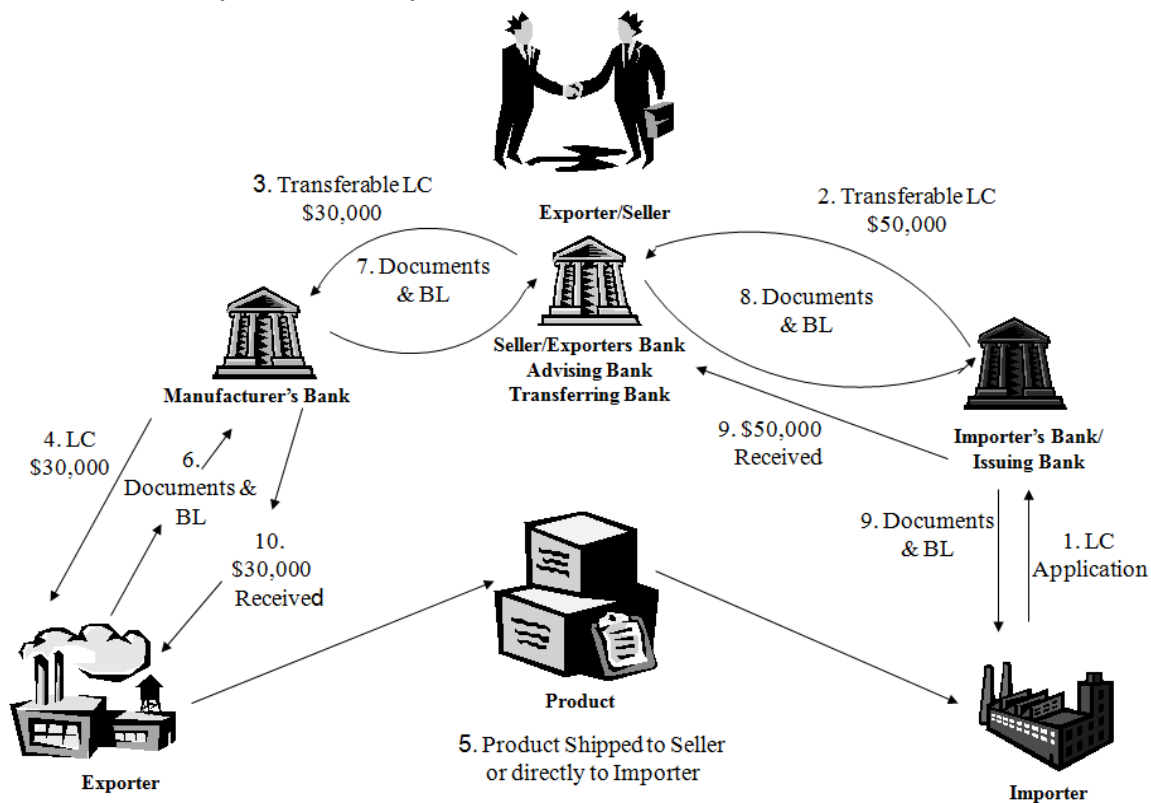 3. Transferable LC
$30,000
Exporter/Seller
2. Transferable LC
$50,000
7. Documents
& BL
8. Documents
& BL
Seller/Exporters Bank
Advising Bank
Transferring Bank
Manufacturer's Bank
4. LC
$30,000
6.
Documents &
BL
9. $50,000
Received
Importer's Bank/
Issuing Bank
10.
$30,000
Received
9. Documents
& BL
1. LC
Application
Product
5. Product Shipped to Seller
or directly to Importer
Exporter
Importer